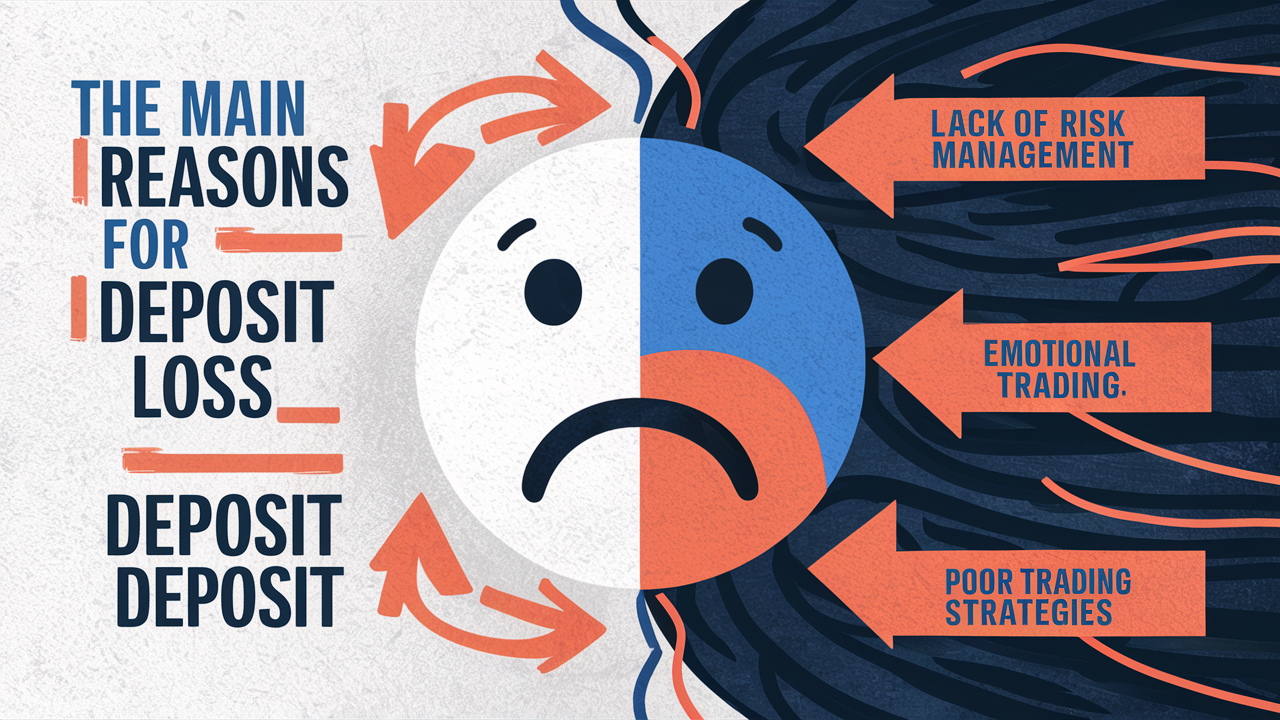 THE MAIN
REASONS
FOR
DEPOSIT
LOSS
DEPOSIT
DEPOSIT
LACK OF RISK
MANAGEMENT
EMOTIONAL
TRADING.
POOR TRADING
STRATEGIES